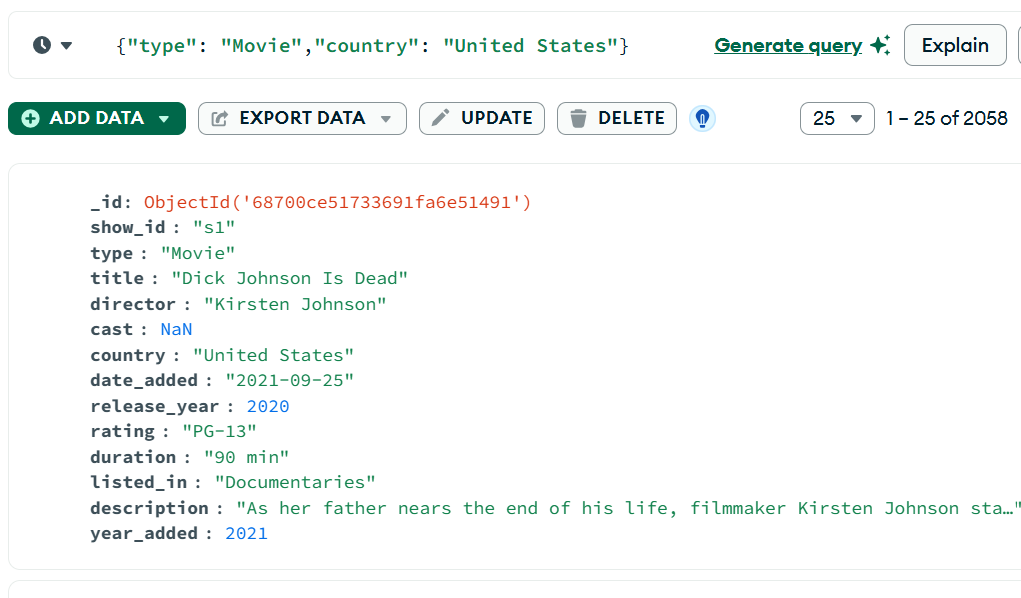 {"type": "Movie","country": "United States"} Generate query Explain
ADD DATA EXPORT DATA UPDATE DELETE 25 1 – 25 of 2058
_id: ObjectId('68700ce51733691fa6e51491')
show_id : "s1"
type : "Movie"
title : "Dick Johnson Is Dead"
director : "Kirsten Johnson"
cast : NaN
country : "United States"
date_added : "2021-09-25"
release_year : 2020
rating : "PG-13"
duration : "90 min"
listed_in : "Documentaries"
description : "As her father nears the end of his life, filmmaker Kirsten Johnson sta…"
year_added : 2021